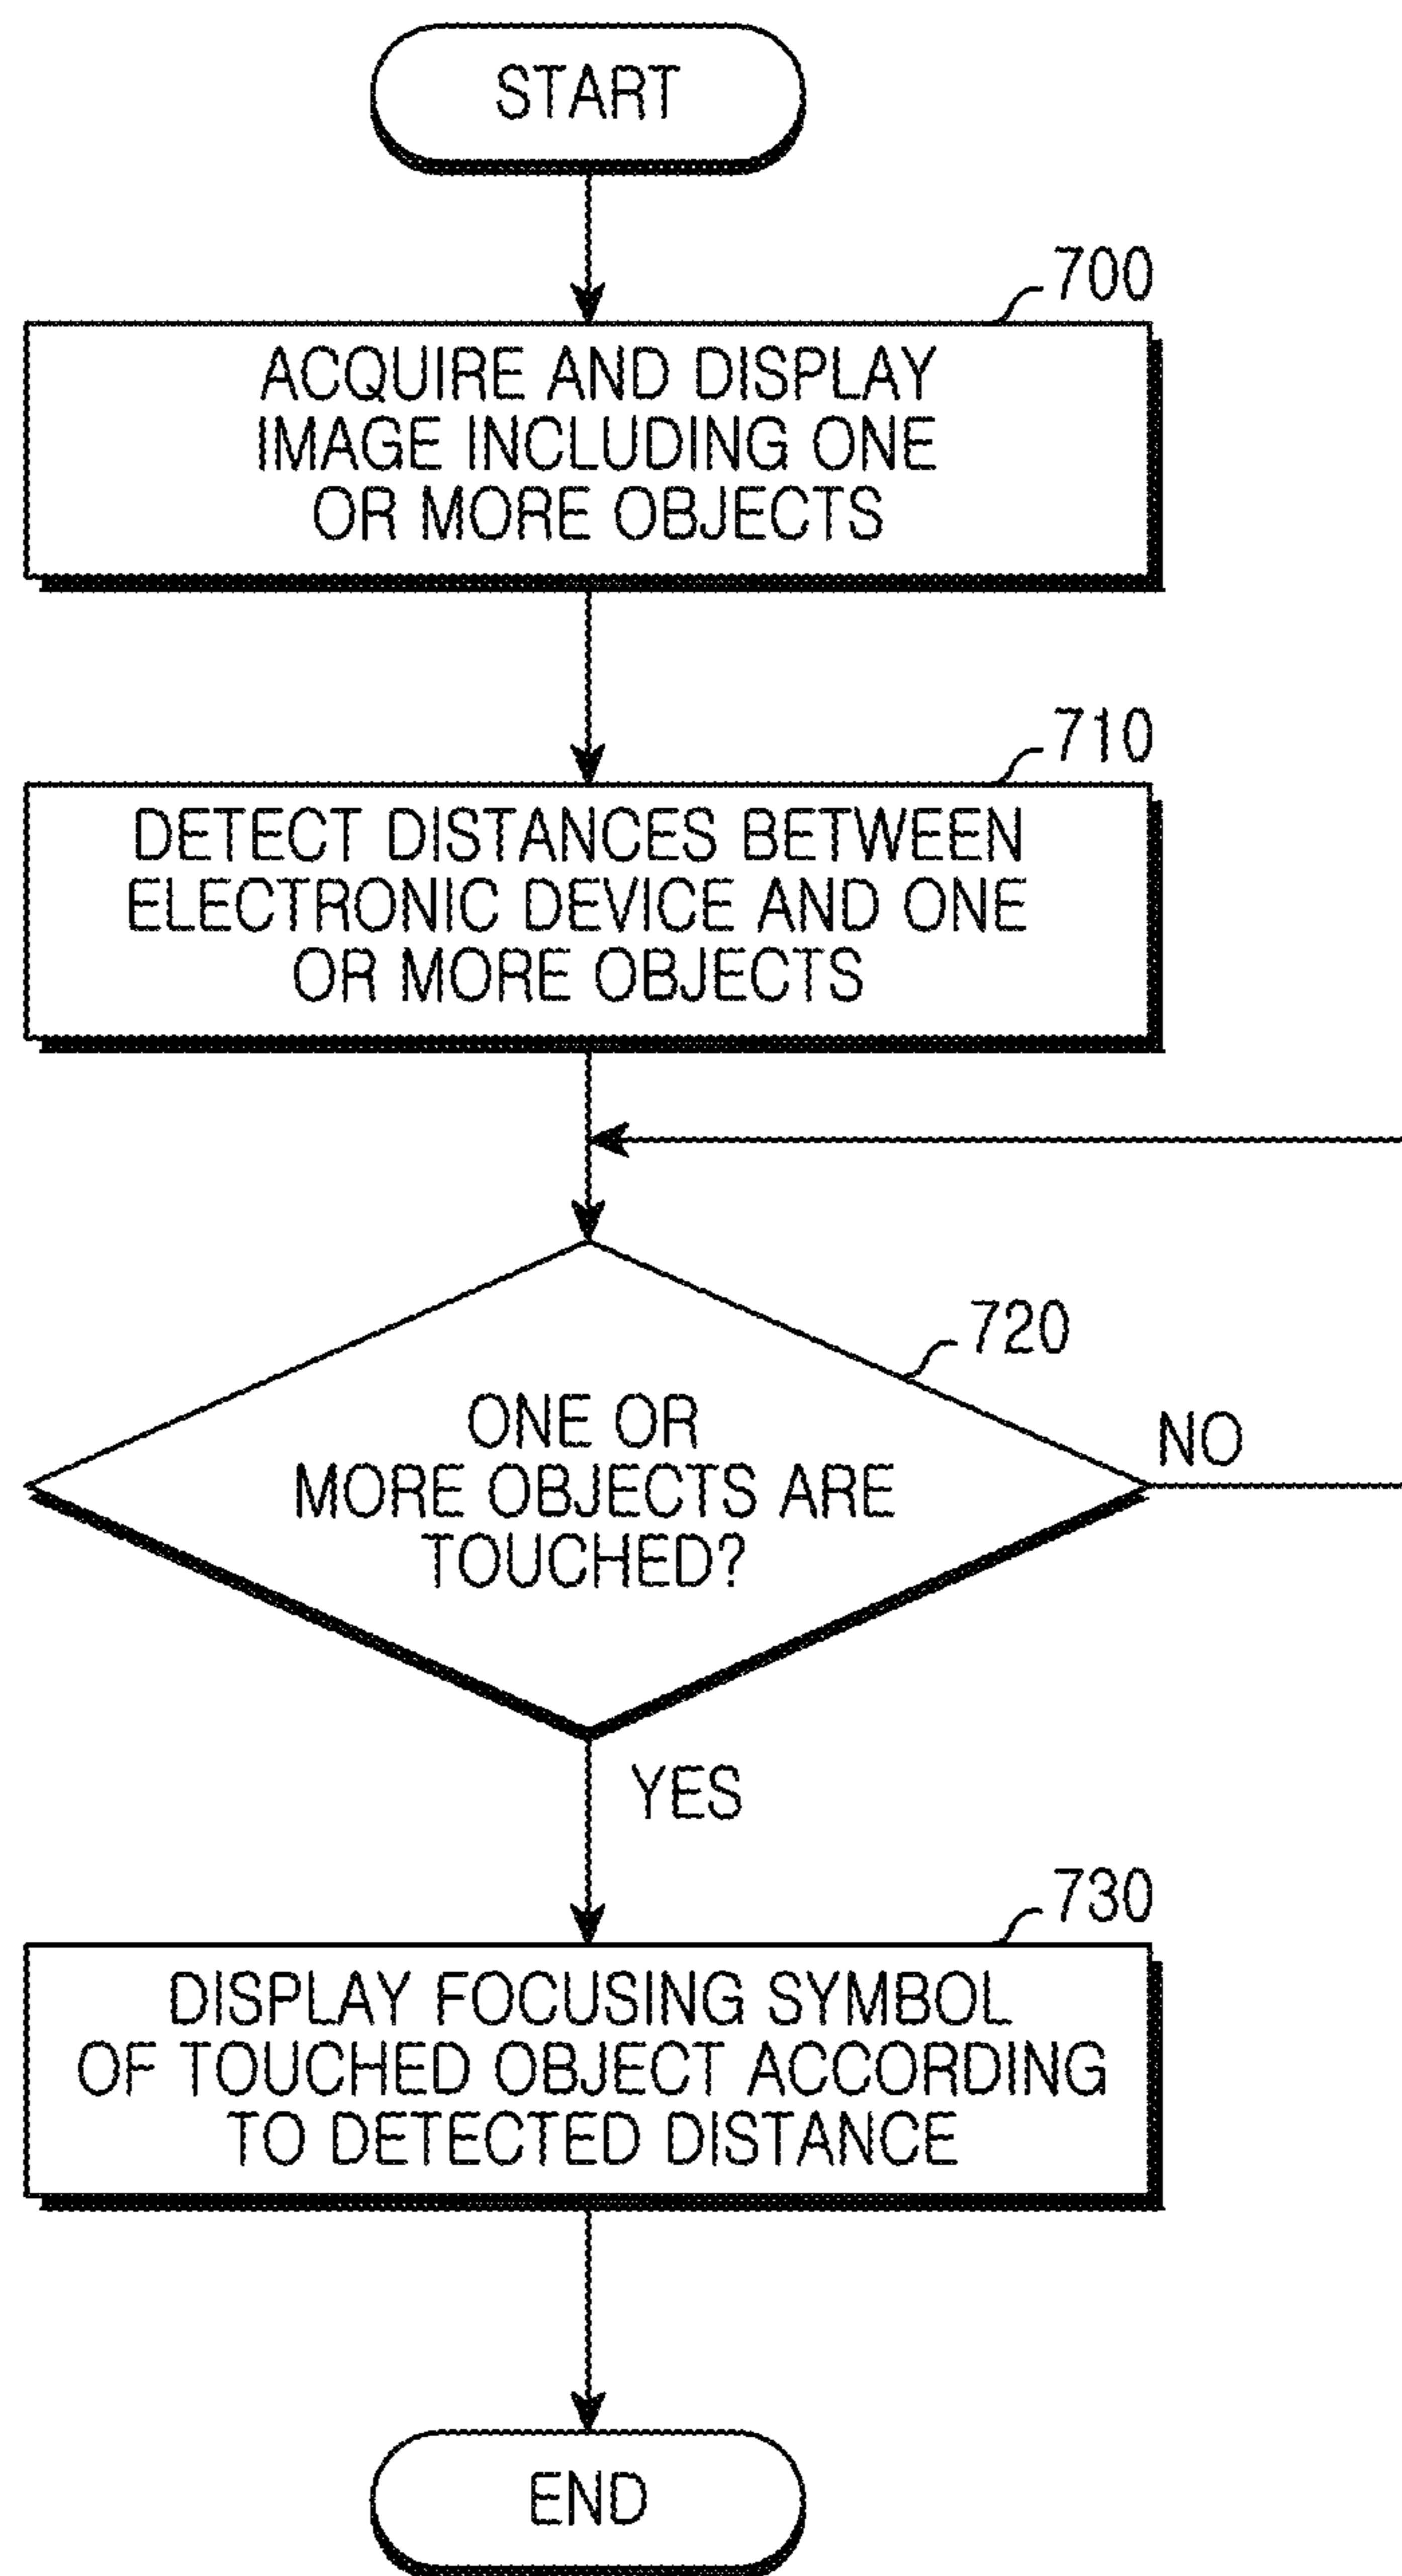 START
700
ACQUIRE AND DISPLAY
IMAGE INCLUDING ONE
OR MORE OBJECTS
710
DETECT DISTANCES BETWEEN
ELECTRONIC DEVICE AND ONE
OR MORE OBJECTS
720
ONE OR
MORE OBJECTS ARE
TOUCHED?
NO
YES
730
DISPLAY FOCUSING SYMBOL
OF TOUCHED OBJECT ACCORDING
TO DETECTED DISTANCE
END